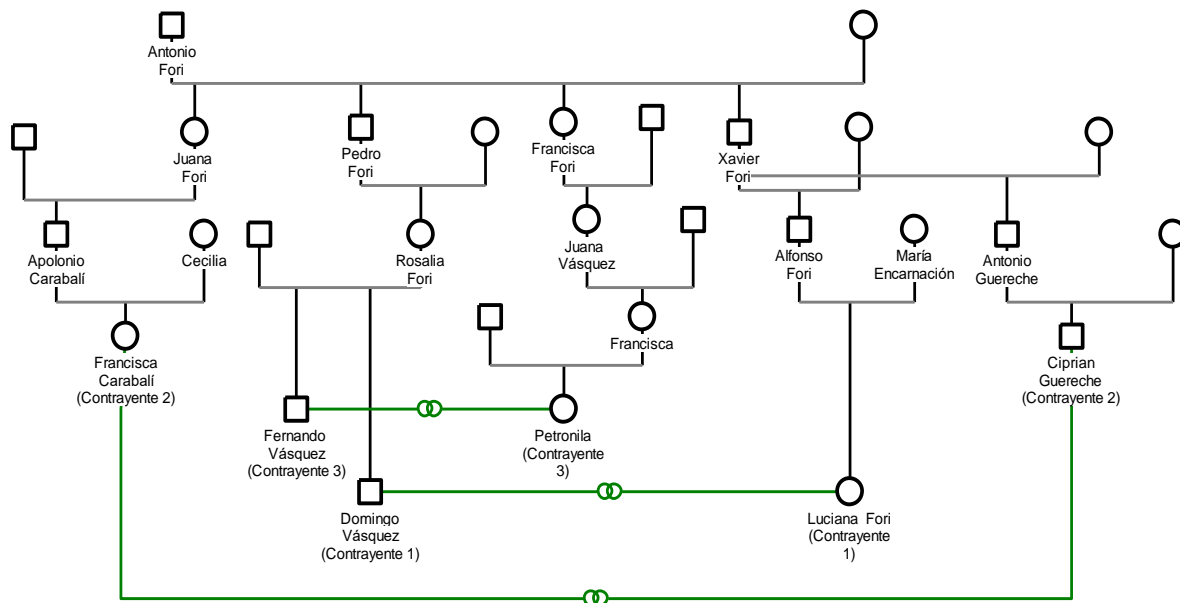 Antonio
Fori
Juana
Fori
Pedro
Fori
Francisca
Fori
Xavier
Fori
Apolonio
Carabalí
Cecilia
Rosalia
Fori
Juana
Vásquez
Alfonso
Fori
María
Encarnación
Antonio
Guereche
Francisca
Carabalí
(Contrayente 2)
Francisca
Ciprian
Guereche
(Contrayente 2)
Fernando
Vásquez
(Contrayente 3)
Petronila
(Contrayente
3)
Domingo
Vásquez
(Contrayente 1)
Luciana Fori
(Contrayente
1)